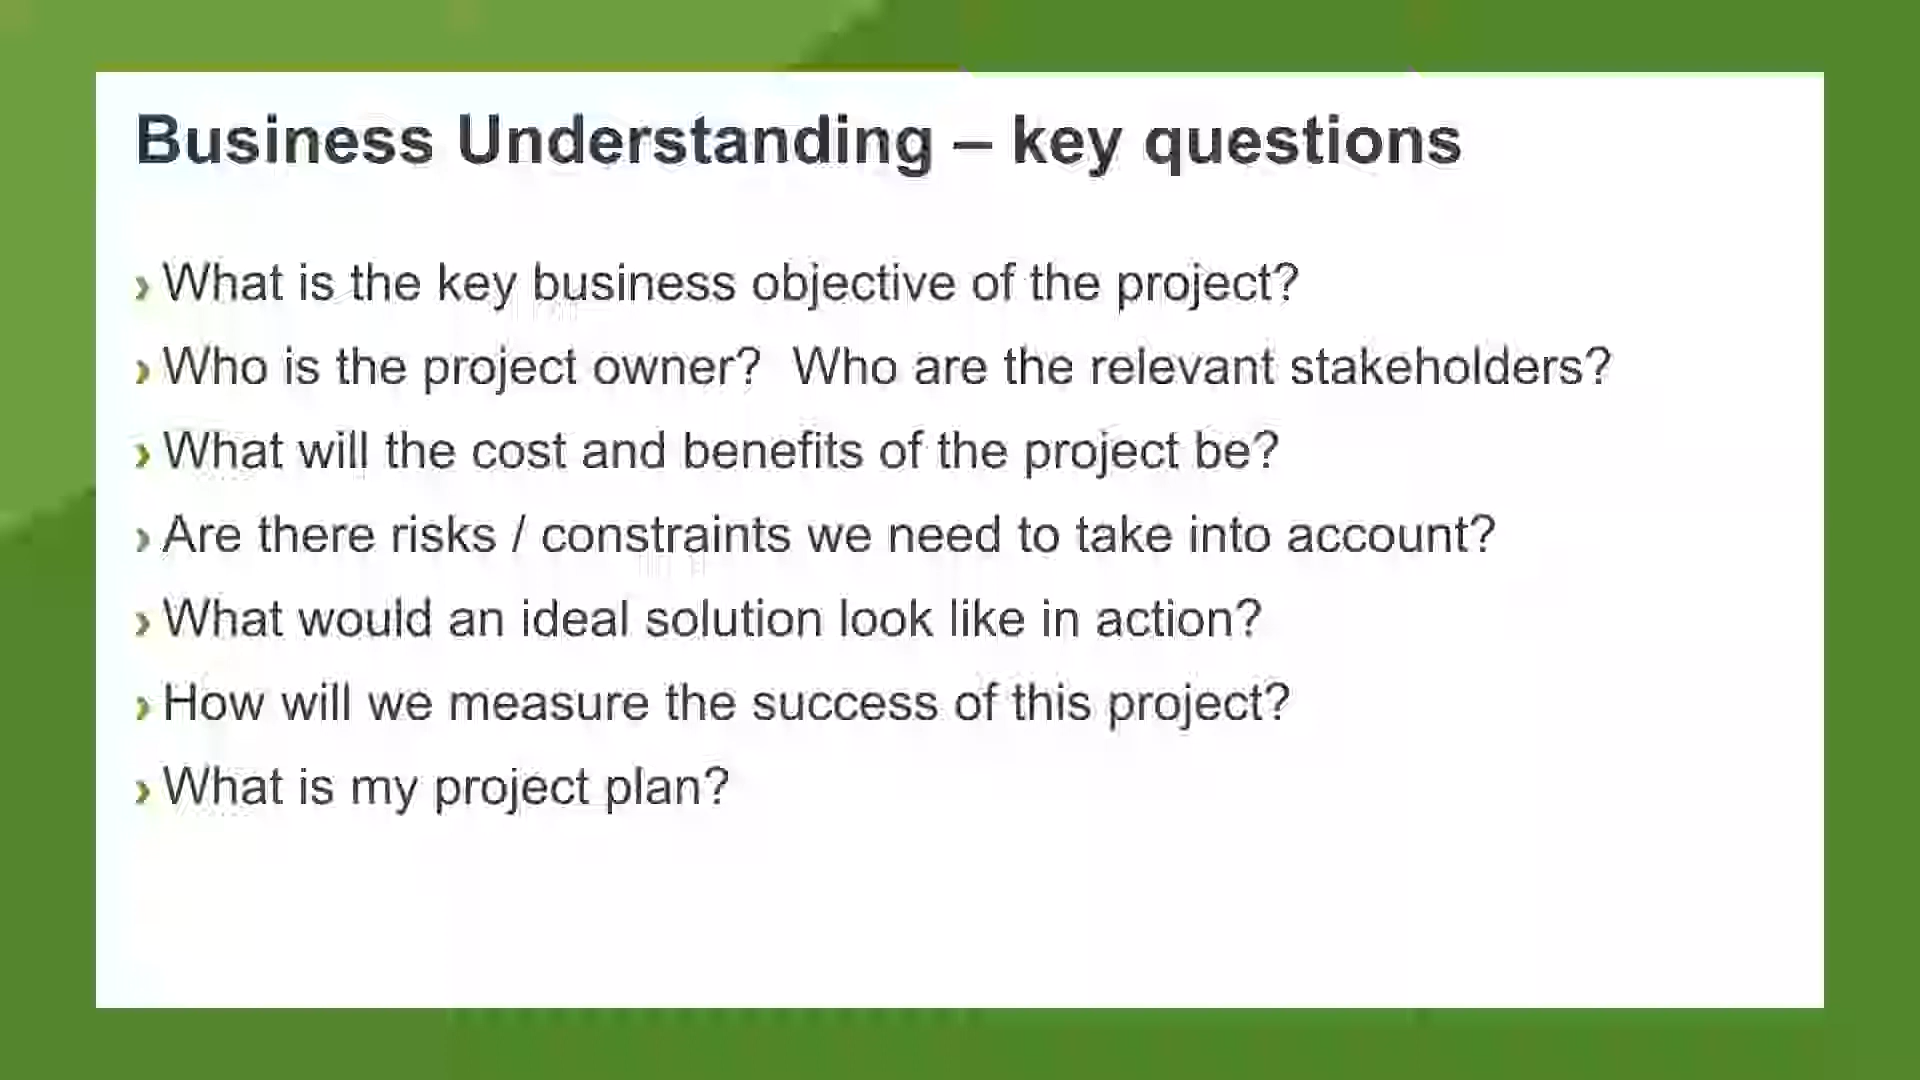 Business Understanding – key questions
› What is the key business objective of the project?
› Who is the project owner?  Who are the relevant stakeholders?
› What will the cost and benefits of the project be?
› Are there risks / constraints we need to take into account?
› What would an ideal solution look like in action?
› How will we measure the success of this project?
› What is my project plan?